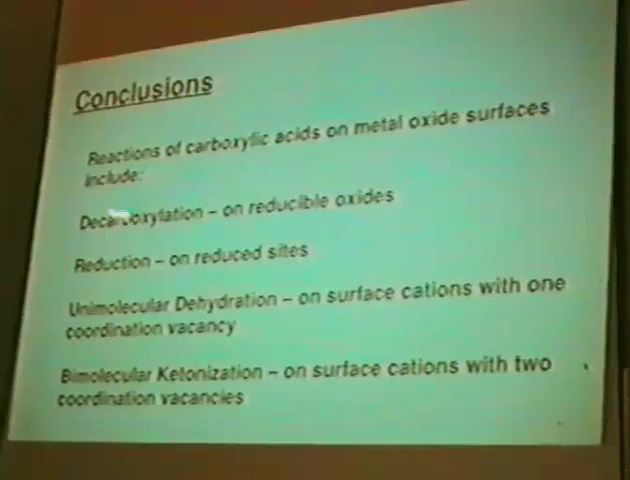 Conclusions
Reactions of carboxylic acids on metal oxide surfaces
include:
Decarboxylation – on reducible oxides
Reduction – on reduced sites
Unimolecular Dehydration – on surface cations with one
coordination vacancy
Bimolecular Ketonization – on surface cations with two
coordination vacancies